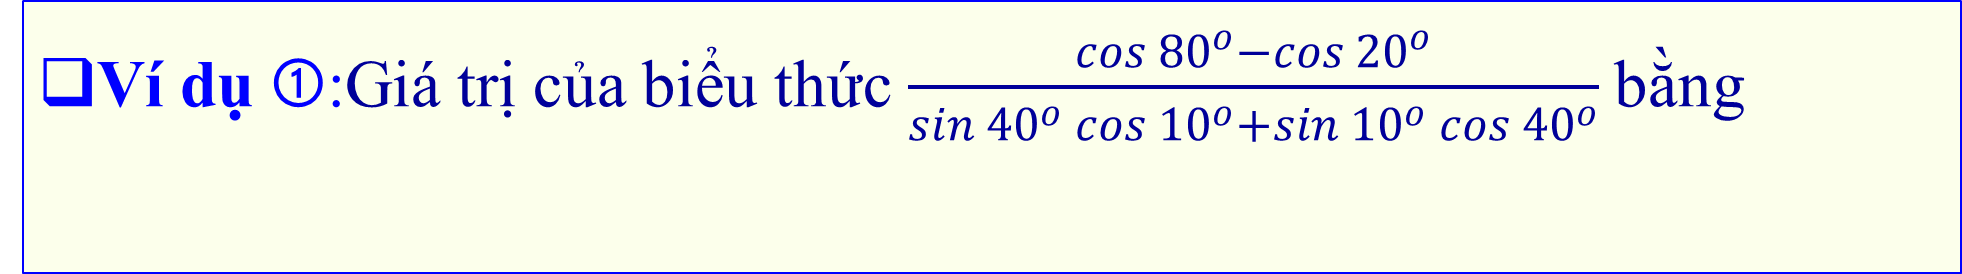 ❑Ví dụ ①:Giá trị của biểu thức \frac{cos 80^o−cos 20^o}{sin 40^o cos 10^o+sin 10^o cos 40^o} bằng